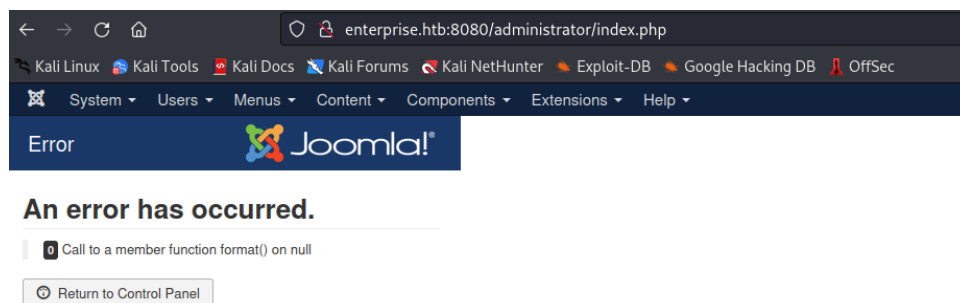 enterprise.htb:8080/administrator/index.php
Kali Linux Kali Tools Kali Docs Kali Forums Kali NetHunter Exploit-DB Google Hacking DB OffSec
System Users Menus Content Components Extensions Help
Error Joomla!®
An error has occurred.
0 Call to a member function format() on null
Return to Control Panel